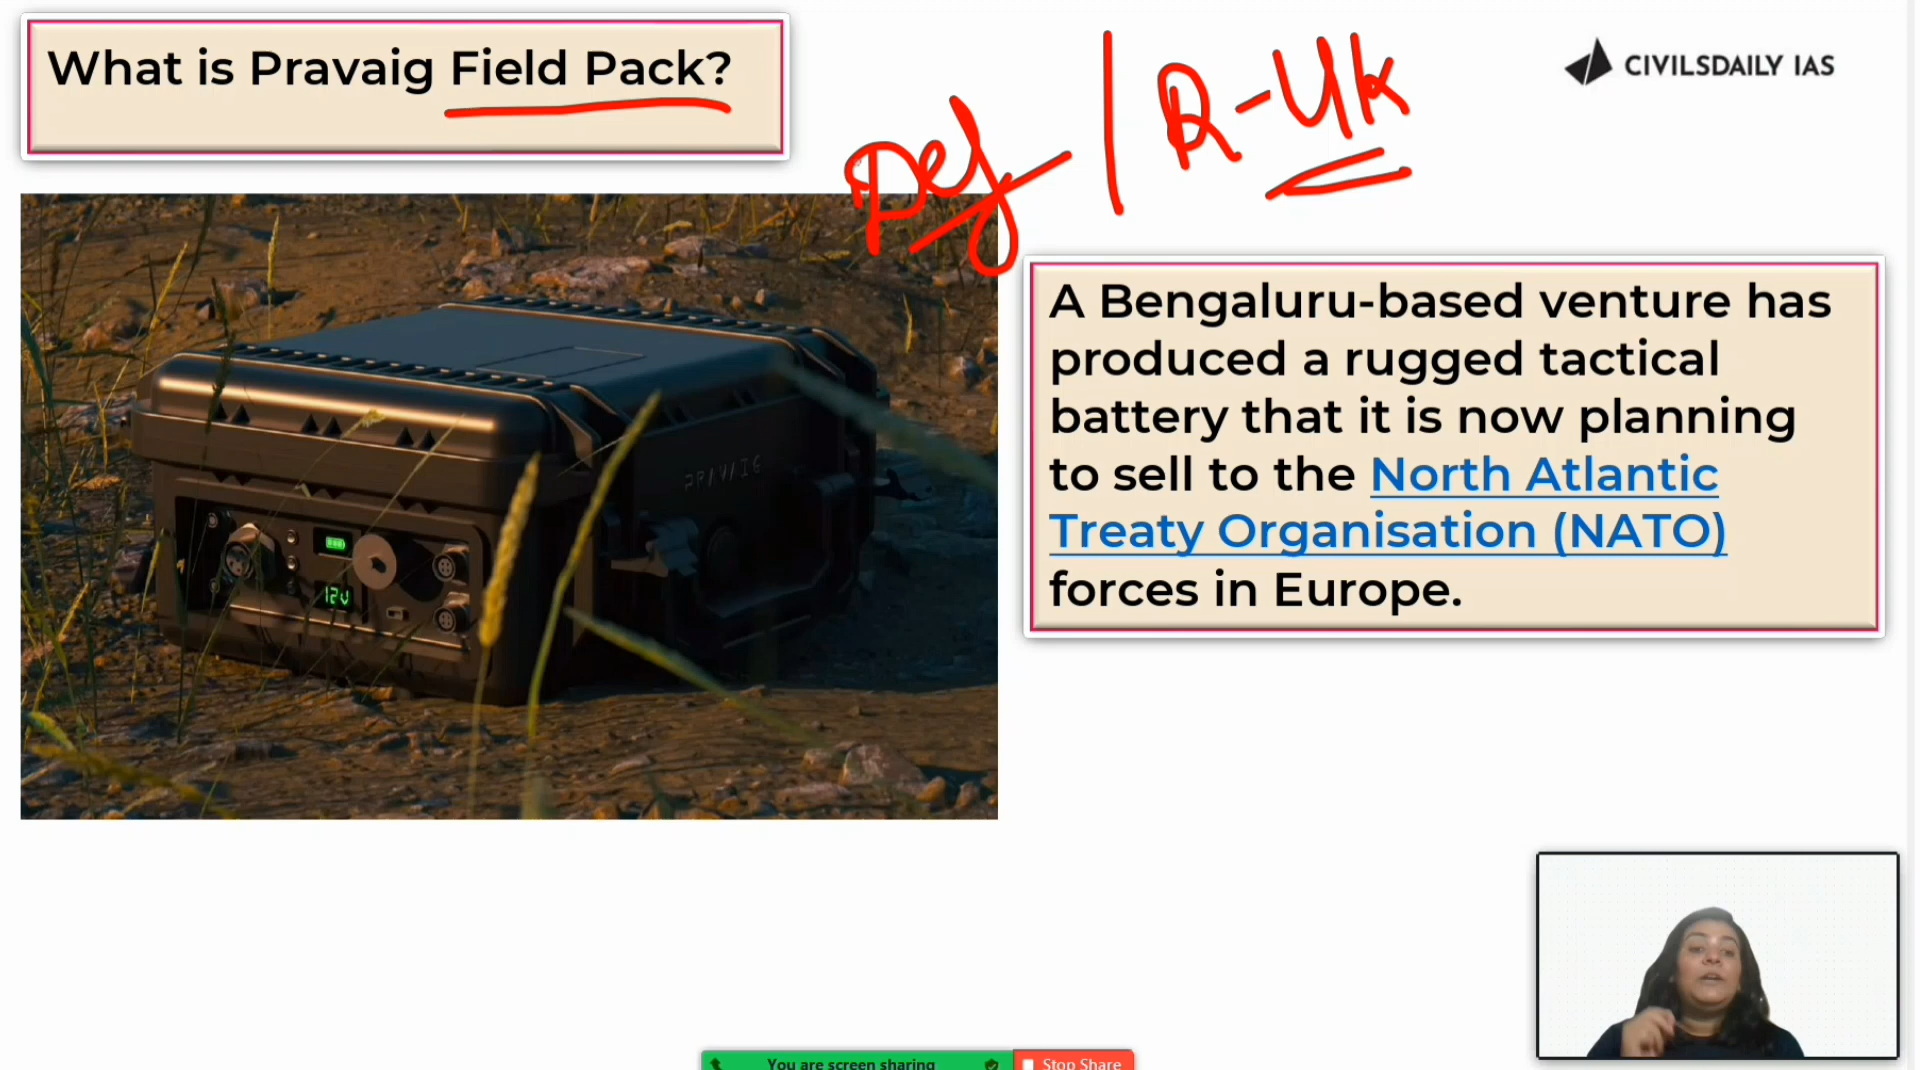 What is Pravaig Field Pack?
Def / R-Uk
CIVILSDAILY IAS
A Bengaluru-based venture has
produced a rugged tactical
battery that it is now planning
to sell to the North Atlantic
Treaty Organisation (NATO)
forces in Europe.
PRAVAIG
12V
You are screen sharing
Stop Share